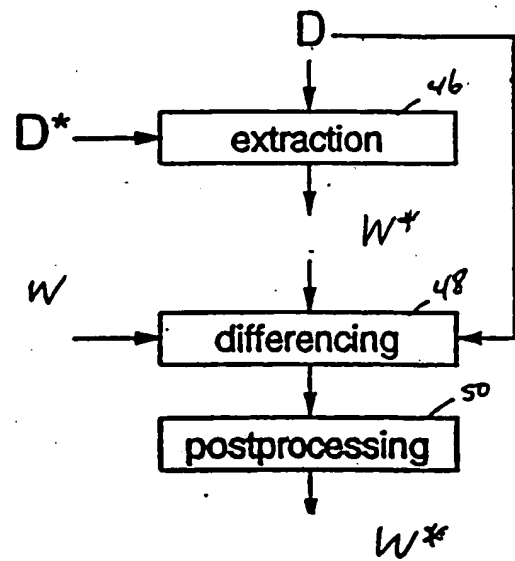 D
46
D* extraction
W*
W 48
differencing
50
postprocessing
W*